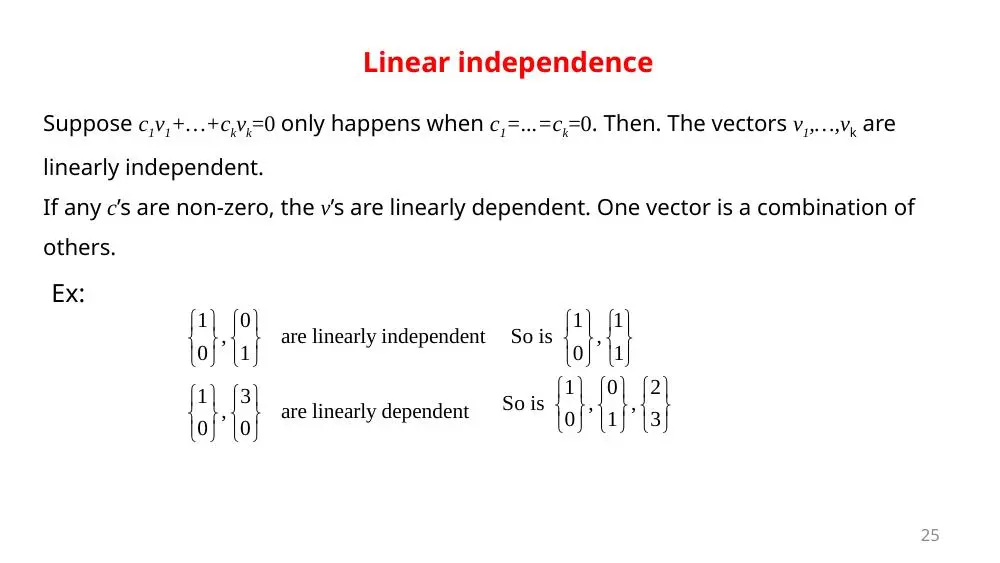 Linear independence
Suppose c₁v₁+…+cₖvₖ=0 only happens when c₁=...=cₖ=0. Then. The vectors v₁,…,vₖ are
linearly independent.
If any c’s are non-zero, the v’s are linearly dependent. One vector is a combination of
others.
Ex:
{1 0}, {0 1} are linearly independent So is {1 0}, {1 1}
{1 0}, {3 0} are linearly dependent So is {1 0}, {0 1}, {2 3}
25